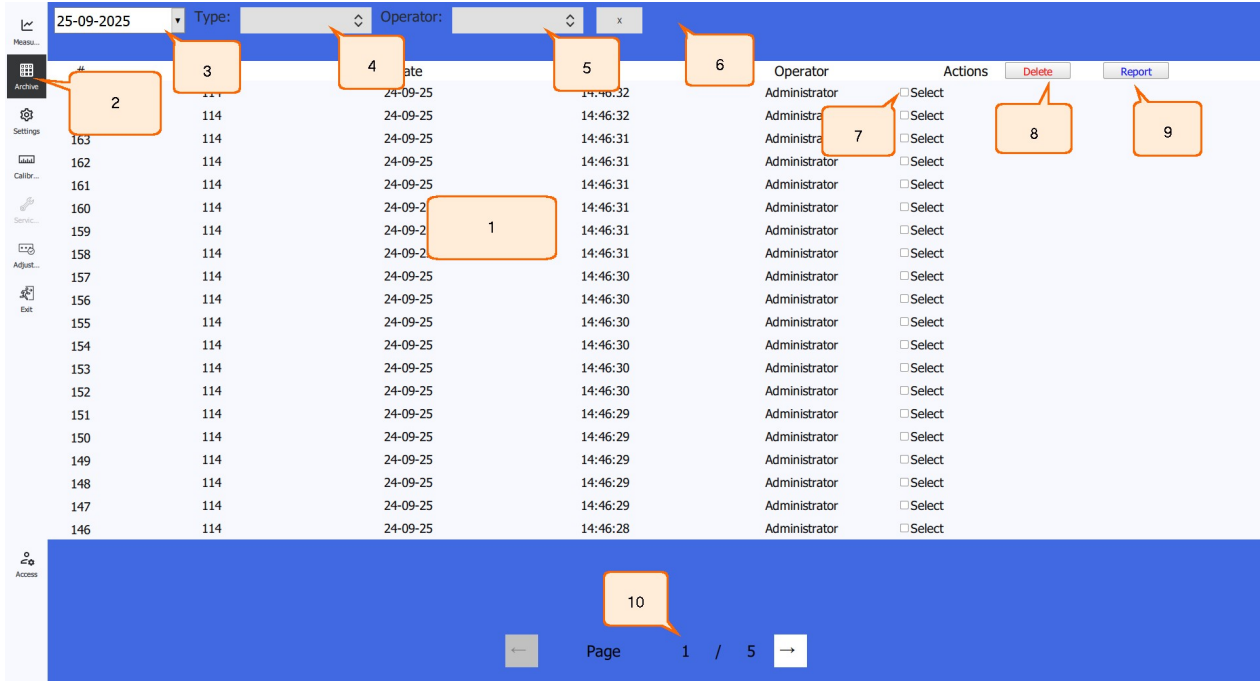 25-09-2025 Type: Operator: x
Measu...
Archive
Settings
Calibr...
Servic...
Adjust...
Exit
Access
3 4 5 6
# ate Operator Actions Delete Report
2
114 24-09-25 14:46:32 Administrator Select
114 24-09-25 14:46:32 Administra Select
7 8 9
163 114 24-09-25 14:46:31 Administra Select
162 114 24-09-25 14:46:31 Administrator Select
161 114 24-09-25 14:46:31 Administrator Select
160 114 24-09-2 14:46:31 Administrator Select
1
159 114 24-09-2 14:46:31 Administrator Select
158 114 24-09-2 14:46:31 Administrator Select
157 114 24-09-25 14:46:30 Administrator Select
156 114 24-09-25 14:46:30 Administrator Select
155 114 24-09-25 14:46:30 Administrator Select
154 114 24-09-25 14:46:30 Administrator Select
153 114 24-09-25 14:46:30 Administrator Select
152 114 24-09-25 14:46:30 Administrator Select
151 114 24-09-25 14:46:29 Administrator Select
150 114 24-09-25 14:46:29 Administrator Select
149 114 24-09-25 14:46:29 Administrator Select
148 114 24-09-25 14:46:29 Administrator Select
147 114 24-09-25 14:46:29 Administrator Select
146 114 24-09-25 14:46:28 Administrator Select
10
← Page 1 / 5 →